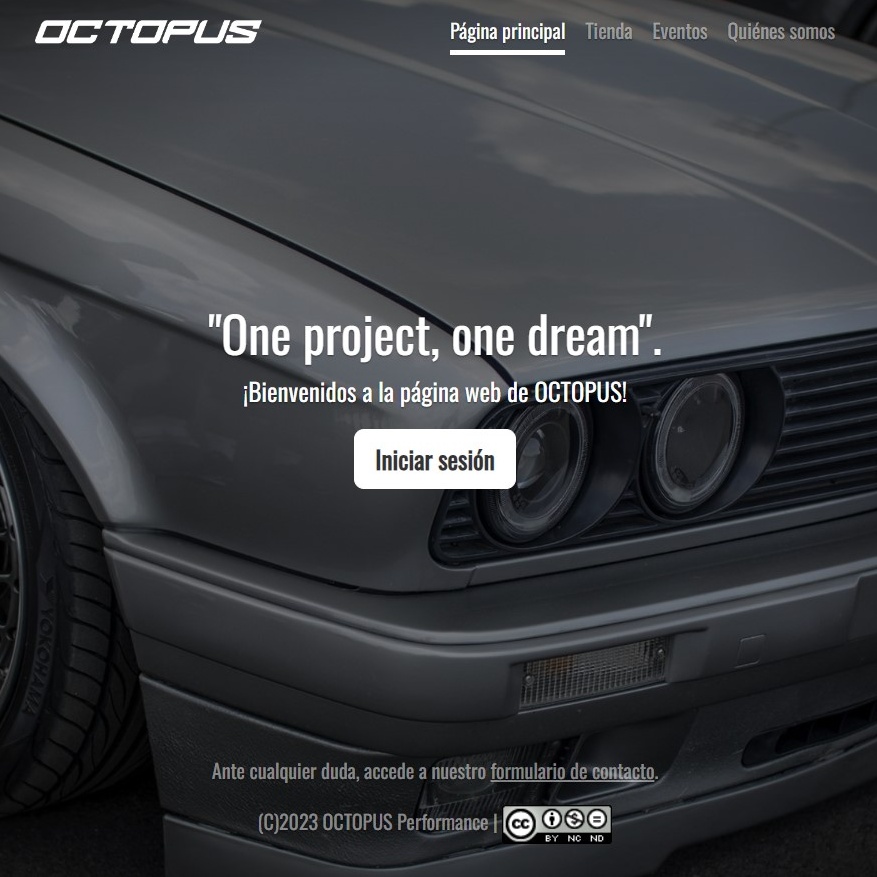 OCTOPUS
Página principal Tienda Eventos Quiénes somos
"One project, one dream".
¡Bienvenidos a la página web de OCTOPUS!
Iniciar sesión
YOKOHAMA
Ante cualquier duda, accede a nuestro formulario de contacto.
(C)2023 OCTOPUS Performance | cc BY NC ND